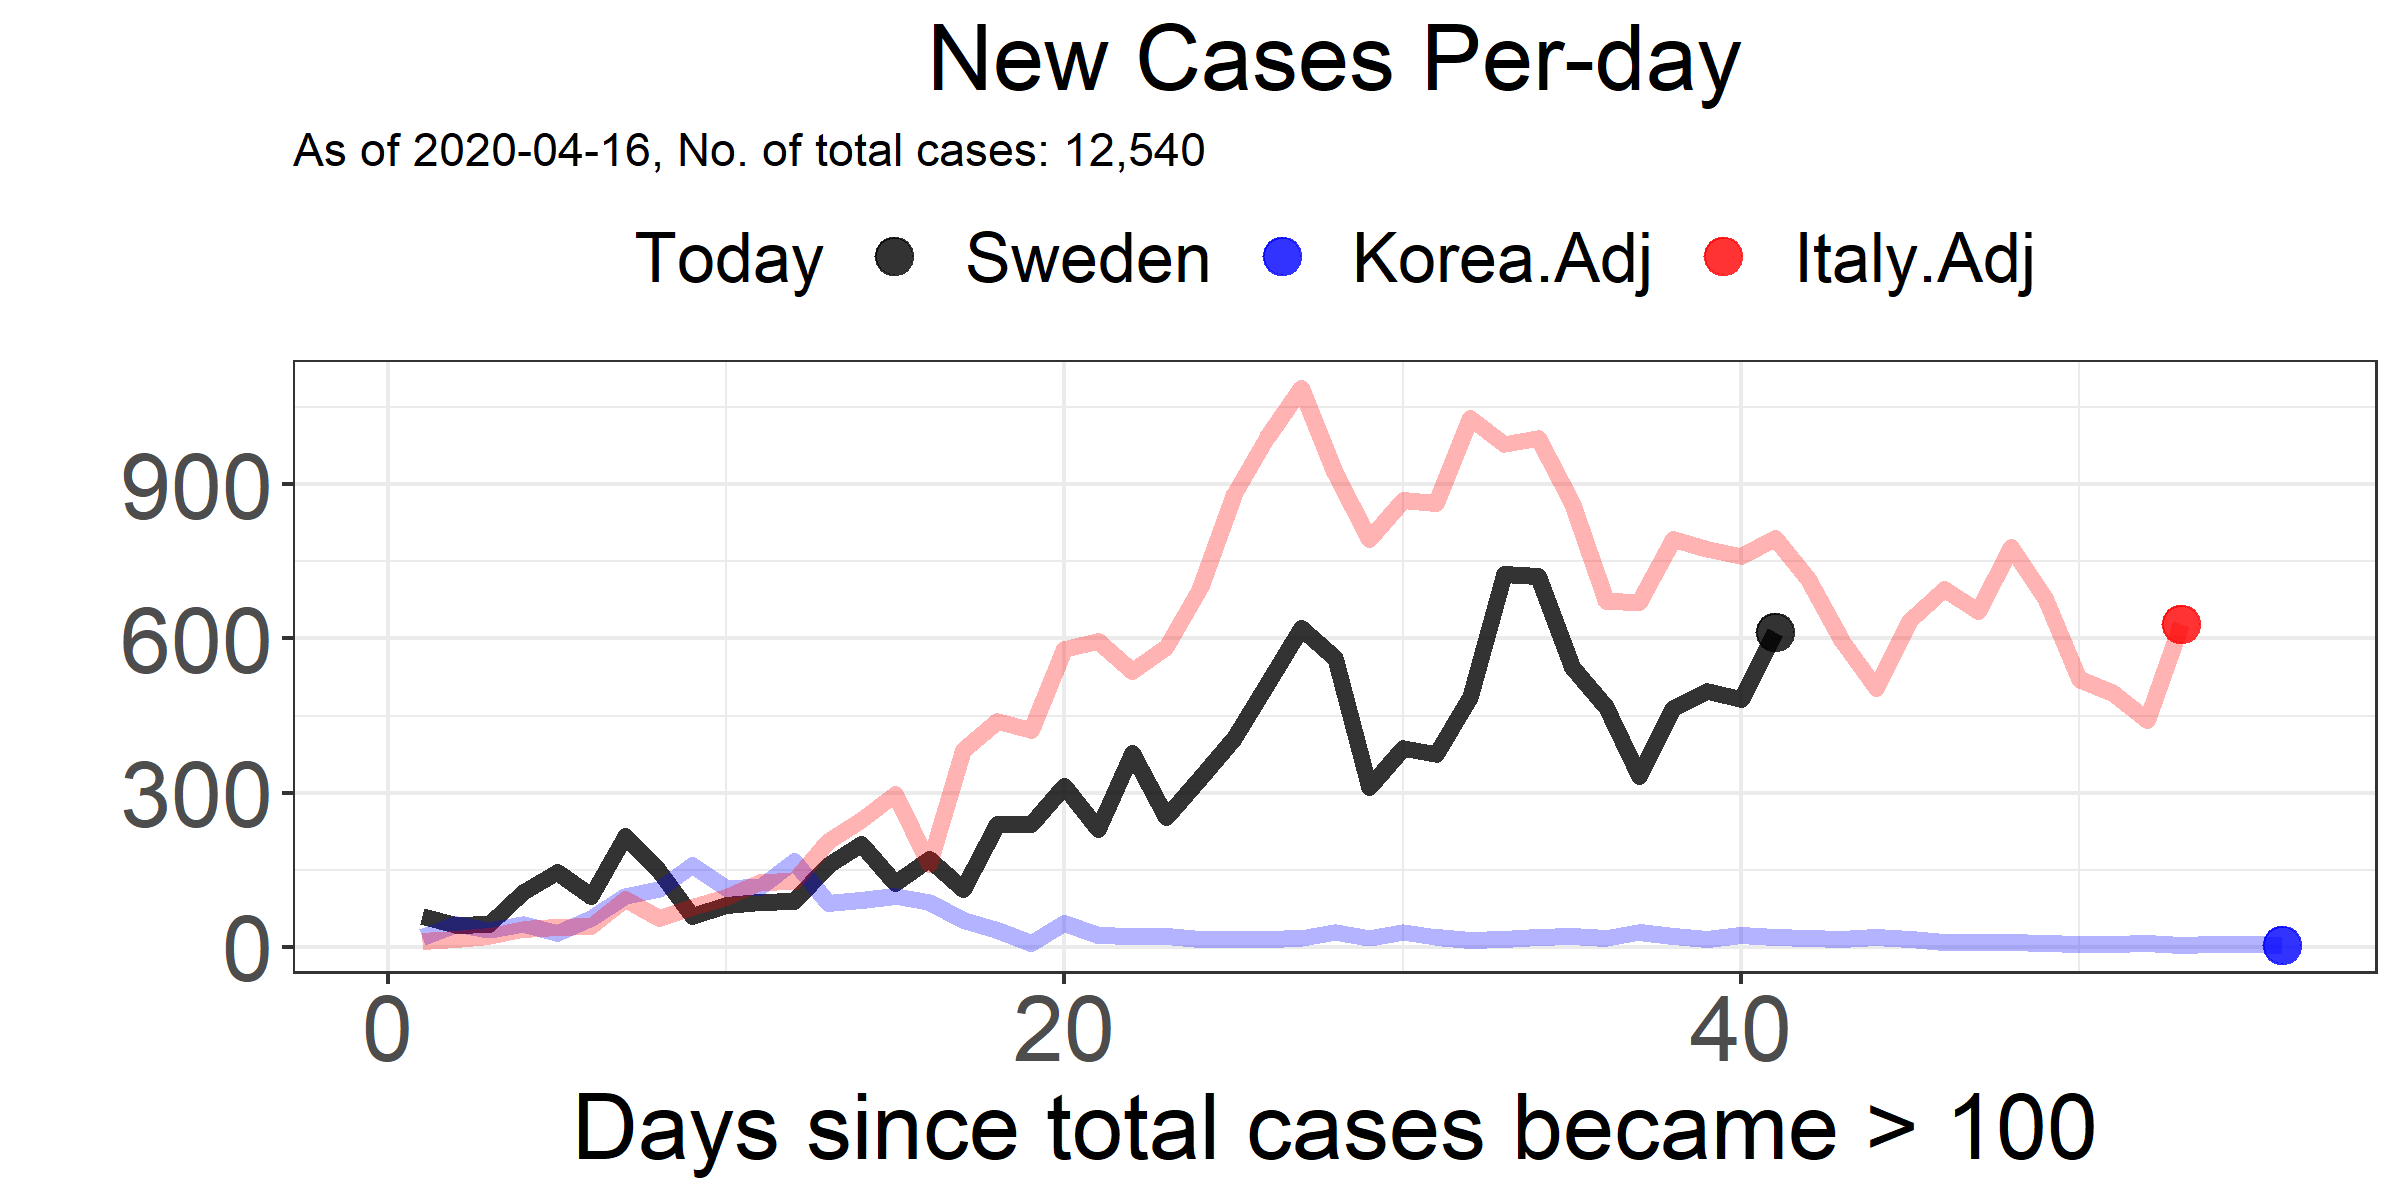 New Cases Per-day
As of 2020-04-16, No. of total cases: 12,540
Today Sweden Korea.Adj Italy.Adj
900
600
300
0
0 20 40
Days since total cases became > 100